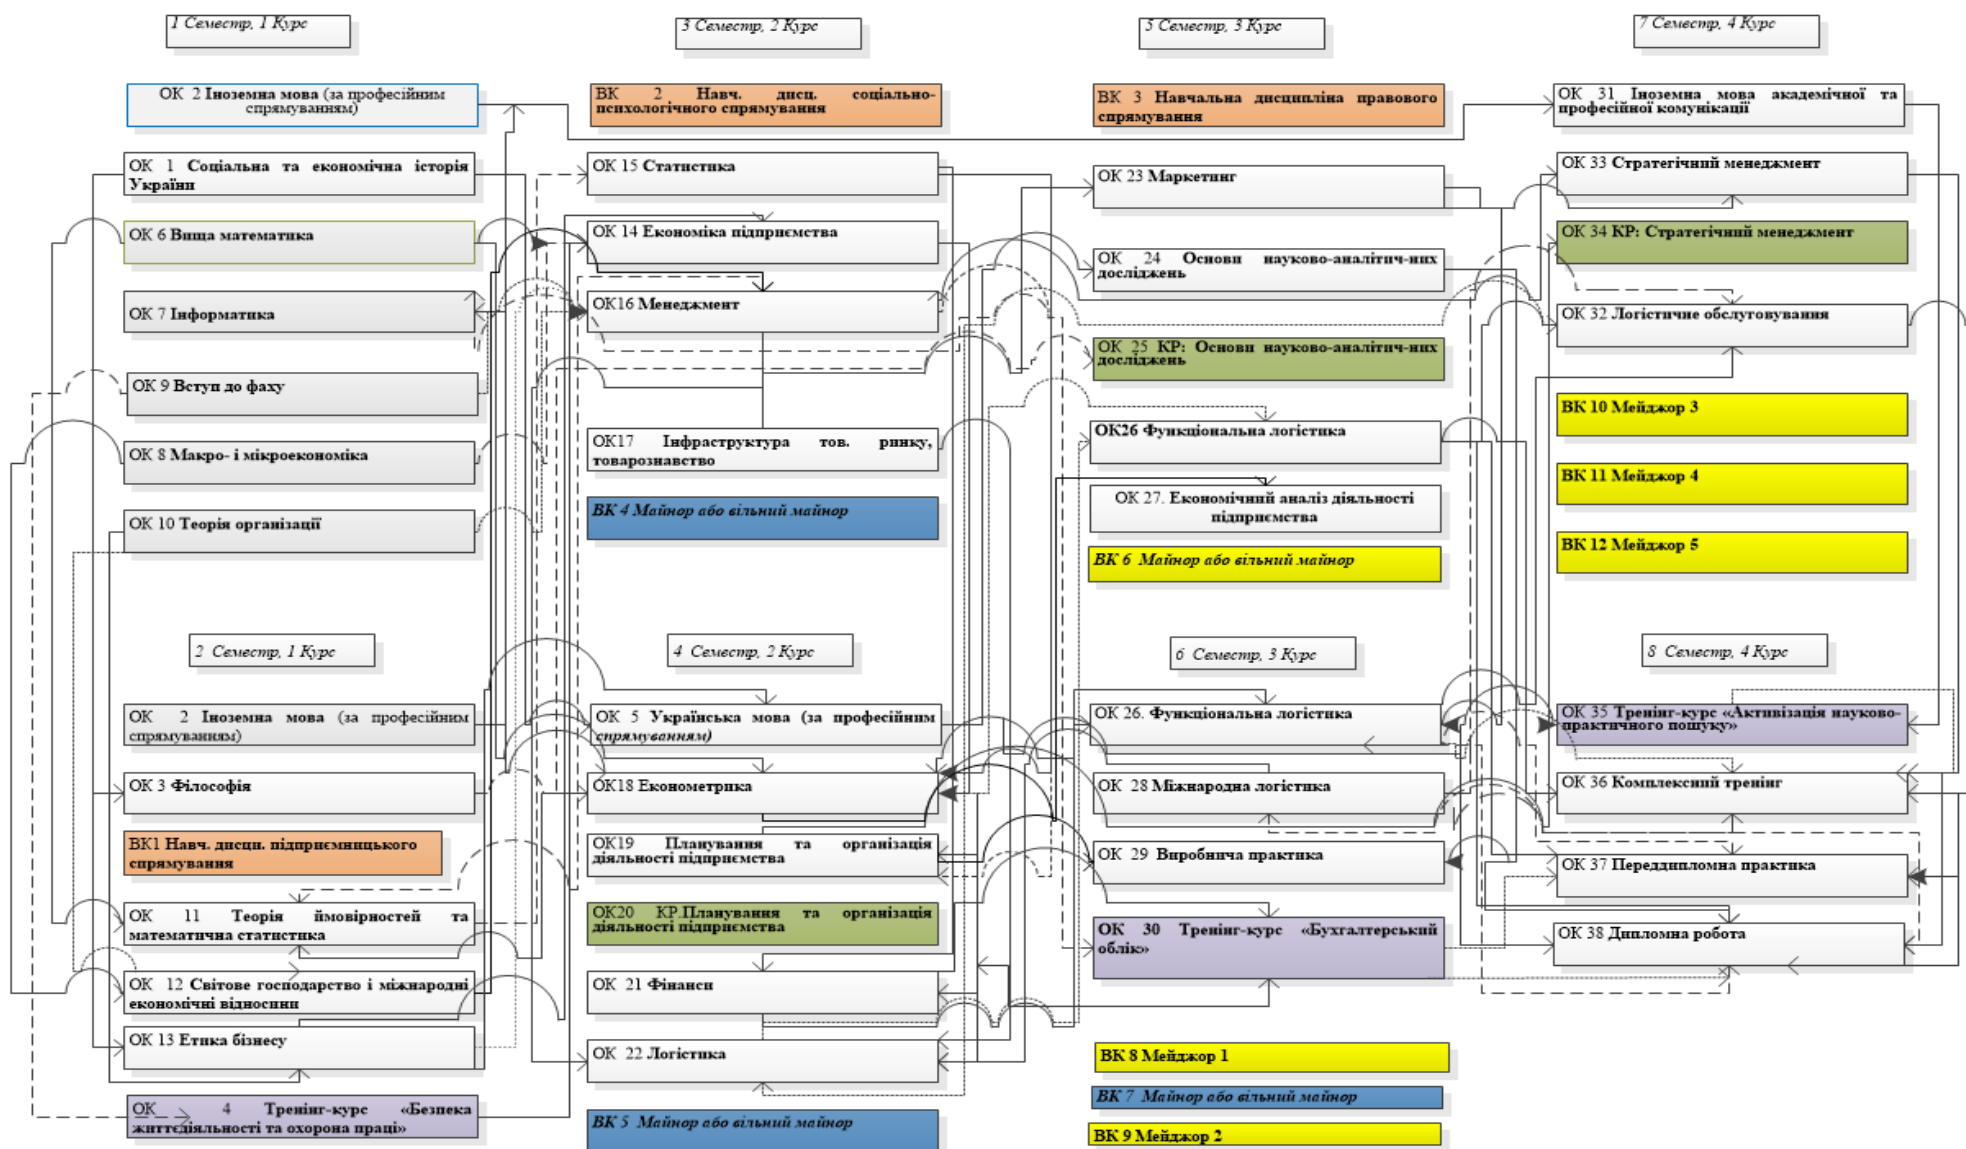 1 Семестр, 1 Курс
ОК 2 Іноземна мова (за професійним
спрямуванням)
ОК 1 Соціальна та економічна історія
України
ОК 6 Вища математика
ОК 7 Інформатика
ОК 9 Вступ до фаху
ОК 8 Макро- і мікроекономіка
ОК 10 Теорія організації
2 Семестр, 1 Курс
ОК 2 Іноземна мова (за професійним
спрямуванням)
ОК 3 Філософія
ВК1 Навч. дисцн. підприємницького
спрямування
ОК 11 Теорія ймовірностей та
математична статистика
ОК 12 Світове господарство і міжнародні
економічні відносини
ОК 13 Етика бізнесу
ОК 4 Тренінг-курс «Безпека
життєдіяльності та охорона праці»
3 Семестр, 2 Курс
ВК 2 Навч. дисц. соціально-
психологічного спрямування
ОК 15 Статистика
ОК 14 Економіка підприємства
ОК16 Менеджмент
ОК17 Інфраструктура тов. ринку,
товарознавство
ВК 4 Майнор або вільний майнор
4 Семестр, 2 Курс
ОК 5 Українська мова (за професійним
спрямуванням)
ОК18 Економетрика
ОК19 Планування та організація
діяльності підприємства
ОК20 КР.Планування та організація
діяльності підприємства
ОК 21 Фінанси
ОК 22 Логістика
ВК 5 Майнор або вільний майнор
5 Семестр, 3 Курс
ВК 3 Навчальна дисципліна правового
спрямування
ОК 23 Маркетинг
ОК 24 Основи науково-аналітич-них
досліджень
ОК 25 КР: Основи науково-аналітич-них
досліджень
ОК26 Функціональна логістика
ОК 27. Економічний аналіз діяльності
підприємства
ВК 6 Майнор або вільний майнор
6 Семестр, 3 Курс
ОК 26. Функціональна логістика
ОК 28 Міжнародна логістика
ОК 29 Виробнича практика
ОК 30 Тренінг-курс «Бухгалтерський
облік»
ВК 8 Мейджор 1
ВК 7 Майнор або вільний майнор
ВК 9 Мейджор 2
7 Семестр, 4 Курс
ОК 31 Іноземна мова академічної та
професійної комунікації
ОК 33 Стратегічний менеджмент
ОК 34 КР: Стратегічний менеджмент
ОК 32 Логістичне обслуговування
ВК 10 Мейджор 3
ВК 11 Мейджор 4
ВК 12 Мейджор 5
8 Семестр, 4 Курс
ОК 35 Тренінг-курс «Активізація науково-
практичного пошуку»
ОК 36 Комплексний тренінг
ОК 37 Переддипломна практика
ОК 38 Дипломна робота